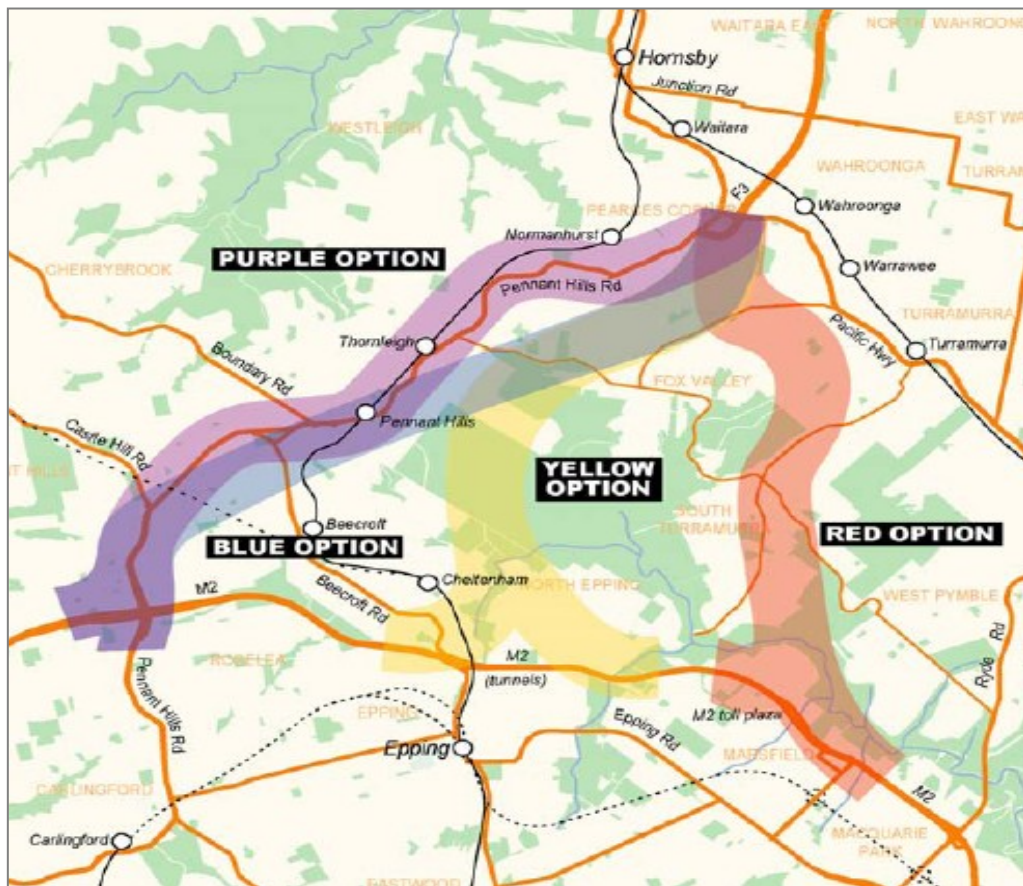 WAITARA EAST
NORTH WAHROONG
Hornsby
Junction Rd
EAST WA
WESTLEIGH
Waitara
WAHROONGA
TURRAM
F3
Wahroonga
PEARCES CORNER
Normanhurst
PURPLE OPTION
CHERRYBROOK
Pennant Hills Rd
Warrawee
TURRAMURRA
Thornleigh
Pacific Hwy
Turramurra
Boundary Rd
FOX VALLEY
Pennant Hills
Castle Hill Rd
NT HILLS
YELLOW
OPTION
SOUTH
TURRAMURRA
Beecroft
RED OPTION
BLUE OPTION
Cheltenham
NORTH EPPING
M2
Beecroft Rd
WEST PYMBLE
Ryde Rd
ROSELEA
M2
(tunnels)
Pennant Hills Rd
EPPING
M2 toll plaza
Epping Rd
Epping
MARSFIELD
CARLINGFORD
M2
Carlingford
MACQUARIE
PARK
EASTWOOD